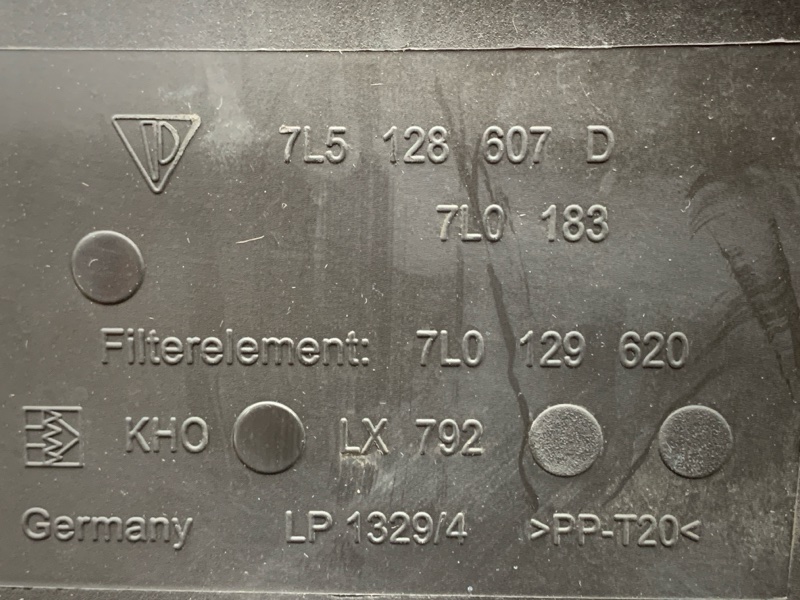 7L5 128 607 D
7L0 183
Filterelement: 7L0 129 620
KHO LX 792
Germany LP 1329/4 >PP-T20<